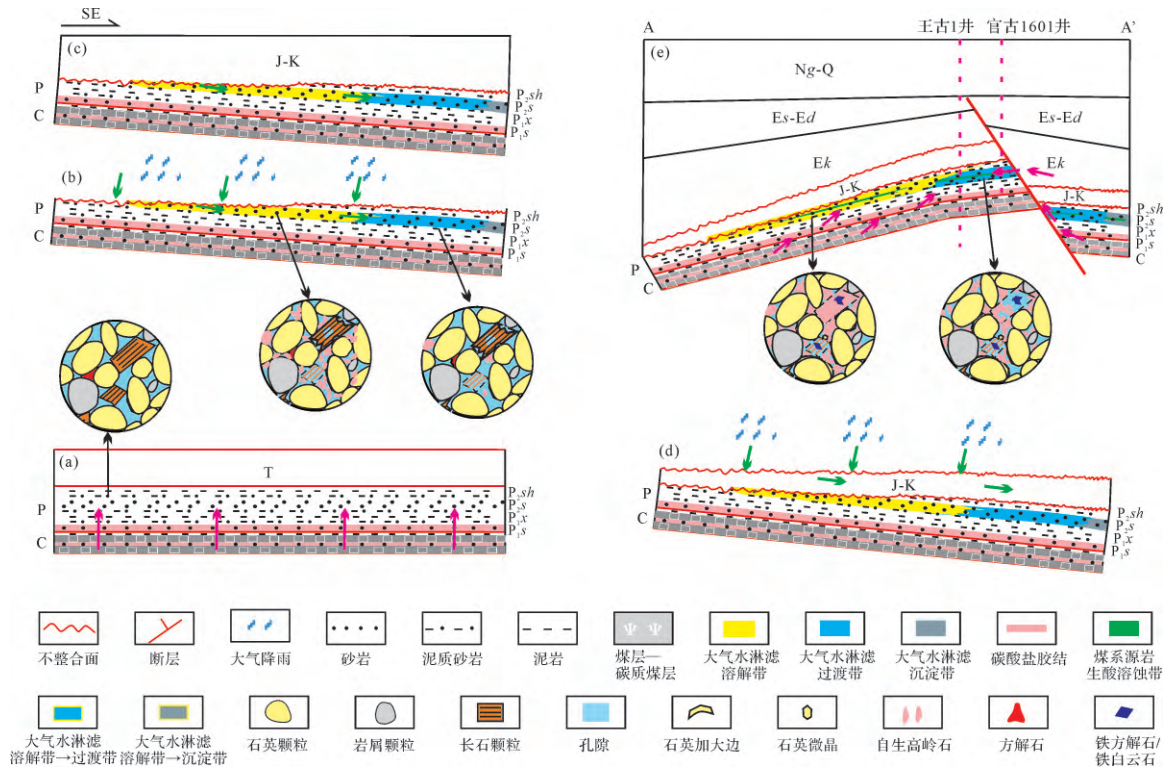 SE
(c)
J-K
P
C
P₂sh
P₂s
P₁x
P₁s
(b)
P
C
P₂sh
P₂s
P₁x
P₁s
(a)
T
P
C
P₂sh
P₂s
P₁x
P₁s
A
王古1井
官古1601井
A'
(e)
Ng-Q
Es-Ed
Es-Ed
Ek
Ek
J-K
J-K
P
C
P₂sh
P₂s
P₁x
P₁s
C
(d)
J-K
P
C
P₂sh
P₂s
P₁x
P₁s
不整合面
断层
大气降雨
砂岩
泥质砂岩
泥岩
煤层—
碳质煤层
大气水淋滤
溶解带
大气水淋滤
过渡带
大气水淋滤
沉淀带
碳酸盐胶结
煤系源岩
生酸溶蚀带
大气水淋滤
溶解带→过渡带
大气水淋滤
溶解带→沉淀带
石英颗粒
岩屑颗粒
长石颗粒
孔隙
石英加大边
石英微晶
自生高岭石
方解石
铁方解石/
铁白云石